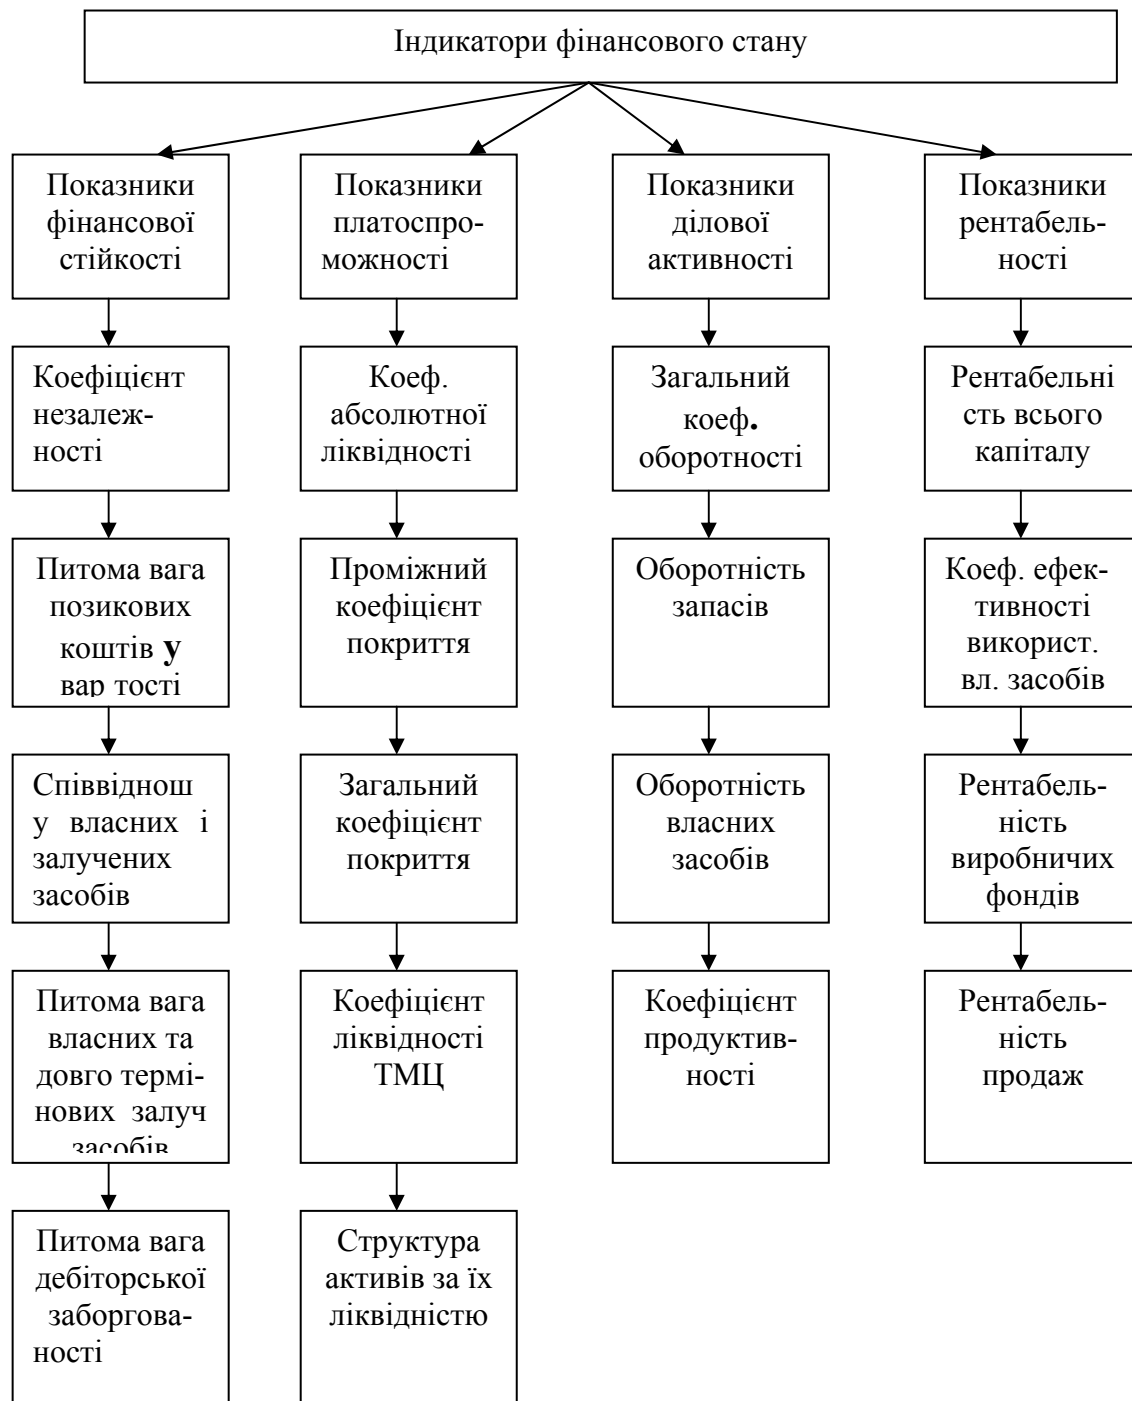 Індикатори фінансового стану
Показники
фінансової
стійкості
Показники
платоспро-
можності
Показники
ділової
активності
Показники
рентабель-
ності
Коефіцієнт
незалеж-
ності
Коеф.
абсолютної
ліквідності
Загальний
коеф.
оборотності
Рентабельні
сть всього
капіталу
Питома вага
позикових
коштів у
вар тості
Проміжний
коефіцієнт
покриття
Оборотність
запасів
Коеф. ефек-
тивності
використ.
вл. засобів
Співвіднош
у власних і
залучених
засобів
Загальний
коефіцієнт
покриття
Оборотність
власних
засобів
Рентабель-
ність
виробничих
фондів
Питома вага
власних та
довго термі-
нових залуч
засобів
Коефіцієнт
ліквідності
ТМЦ
Коефіцієнт
продуктив-
ності
Рентабель-
ність
продаж
Питома вага
дебіторської
заборгова-
ності
Структура
активів за їх
ліквідністю